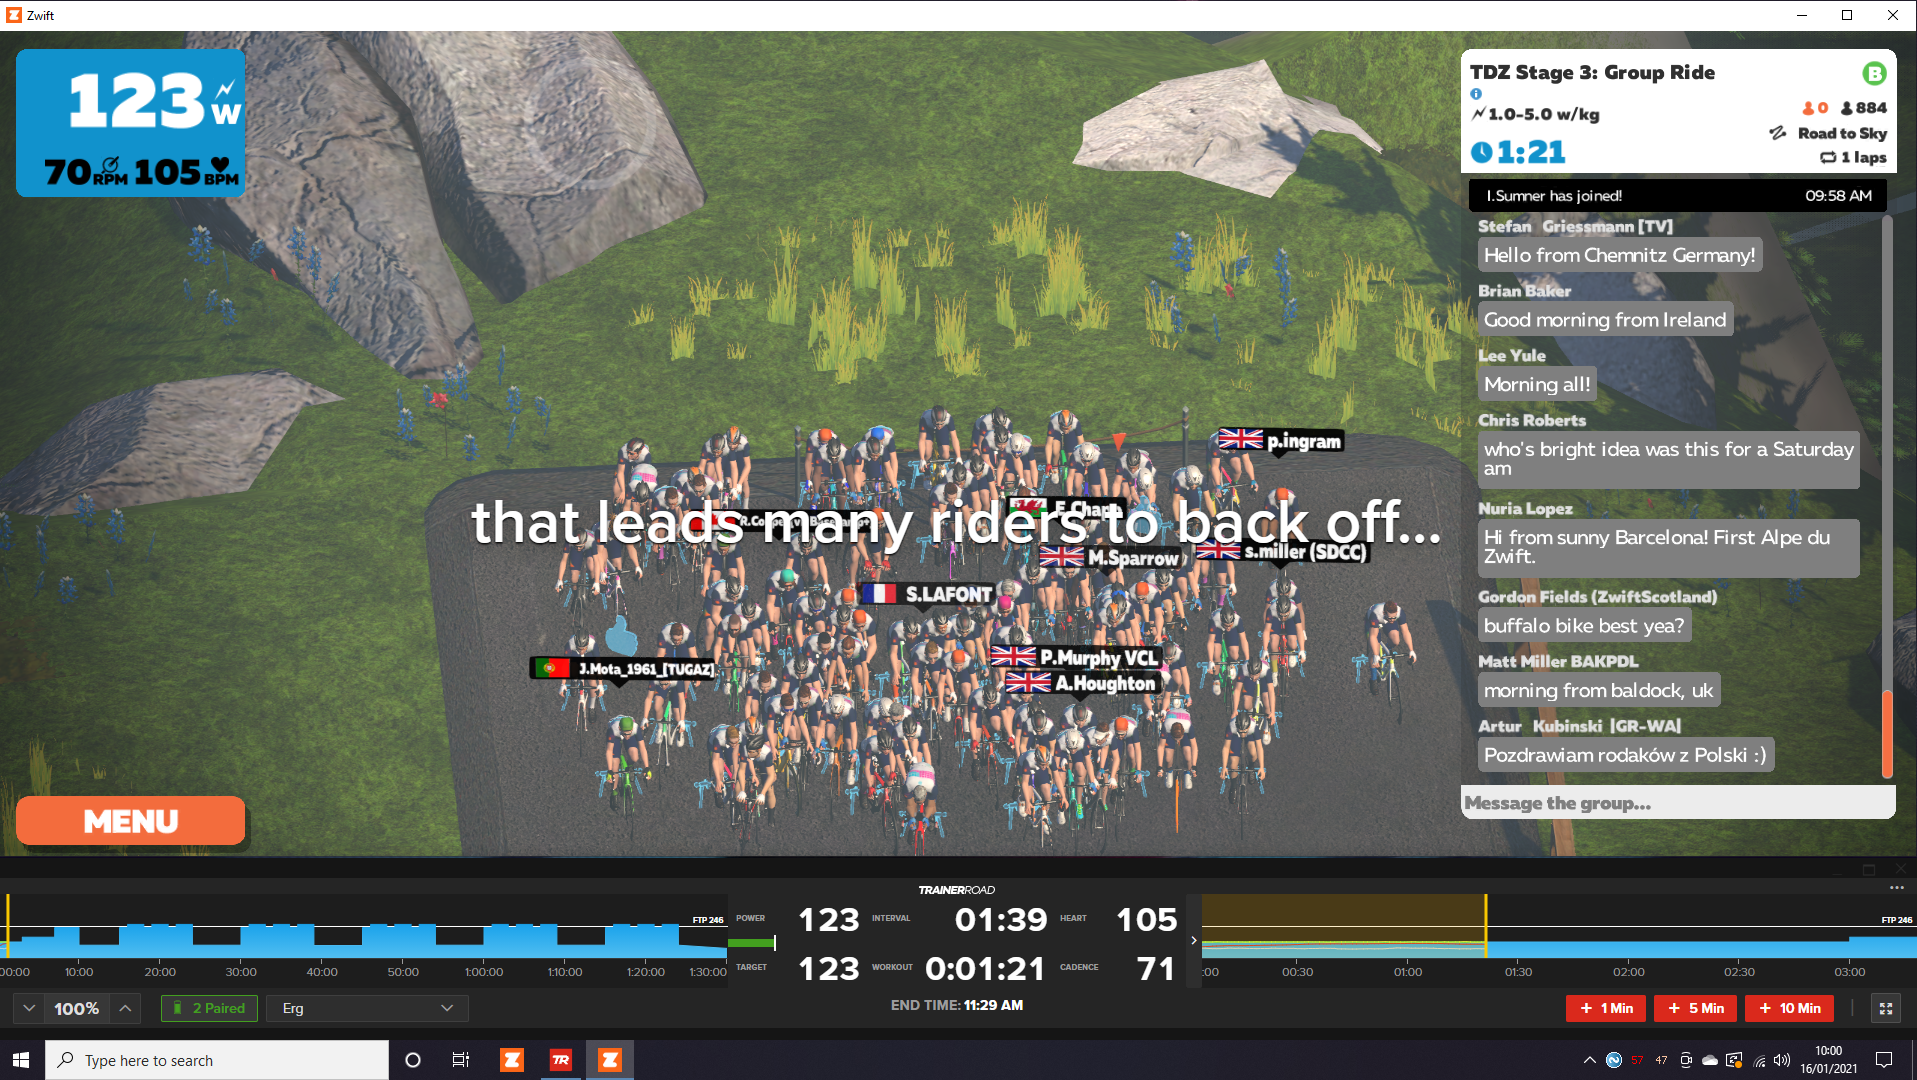 Zwift
123 W
70 RPM 105 BPM
TDZ Stage 3: Group Ride
B
1.0-5.0 w/kg
0 884
Road to Sky
1:21
1 laps
I.Sumner has joined! 09:58 AM
Stefan Griessmann [TV]
Hello from Chemnitz Germany!
Brian Baker
Good morning from Ireland
Lee Yule
Morning all!
Chris Roberts
who's bright idea was this for a Saturday
am
Nuria Lopez
Hi from sunny Barcelona! First Alpe du
Zwift.
Gordon Fields (ZwiftScotland)
buffalo bike best yea?
Matt Miller BAKPDL
morning from baldock, uk
Artur Kubinski |GR-WA|
Pozdrawiam rodaków z Polski :)
Message the group...
p.ingram
that leads many riders to back off...
M.Sparrow
s.miller (SDCC)
S.LAFONT
P.Murphy VCL
J.Mota_1961_[TUGAZ]
A.Houghton
MENU
TRAINERROAD
FTP 246
POWER 123 INTERVAL 01:39 HEART 105
TARGET 123 WORKOUT 0:01:21 CADENCE 71
FTP 246
00:00 10:00 20:00 30:00 40:00 50:00 1:00:00 1:10:00 1:20:00 1:30:00
:00 00:30 01:00 01:30 02:00 02:30 03:00
100% 2 Paired Erg
END TIME: 11:29 AM
+ 1 Min + 5 Min + 10 Min
Type here to search
TR
57 47
10:00
16/01/2021